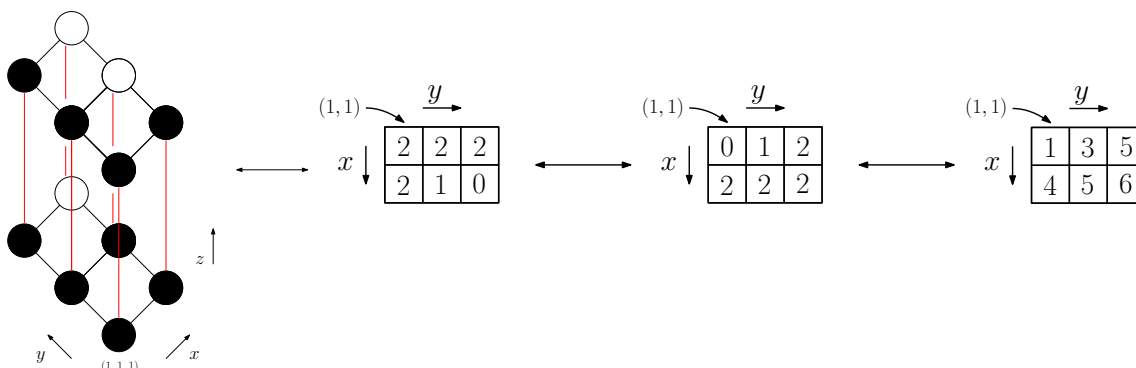 z
y (1,1,1) x
(1,1) y
x
2 2 2
2 1 0
(1,1) y
x
0 1 2
2 2 2
(1,1) y
x
1 3 5
4 5 6